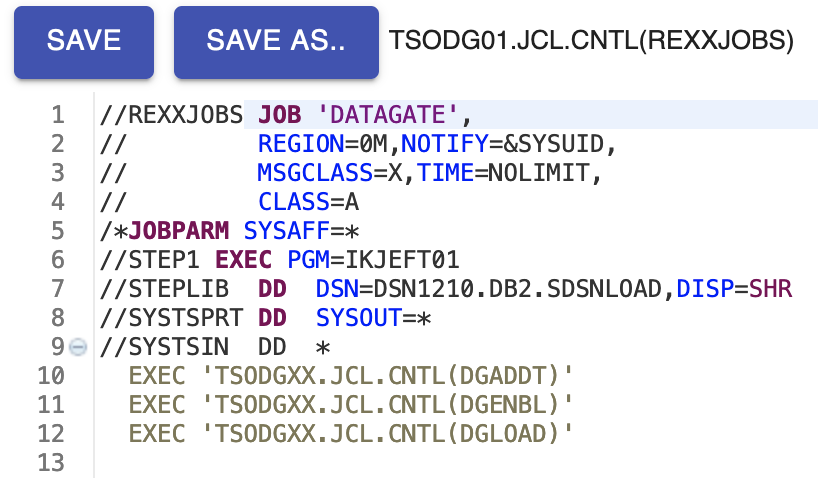 SAVE SAVE AS.. TSODG01.JCL.CNTL(REXXJOBS)
1 //REXXJOBS JOB 'DATAGATE',
2 //         REGION=0M,NOTIFY=&SYSUID,
3 //         MSGCLASS=X,TIME=NOLIMIT,
4 //         CLASS=A
5 /*JOBPARM SYSAFF=*
6 //STEP1 EXEC PGM=IKJEFT01
7 //STEPLIB  DD  DSN=DSN1210.DB2.SDSNLOAD,DISP=SHR
8 //SYSTSPRT DD  SYSOUT=*
9 //SYSTSIN  DD  *
10   EXEC 'TSODGXX.JCL.CNTL(DGADDT)'
11   EXEC 'TSODGXX.JCL.CNTL(DGENBL)'
12   EXEC 'TSODGXX.JCL.CNTL(DGLOAD)'
13